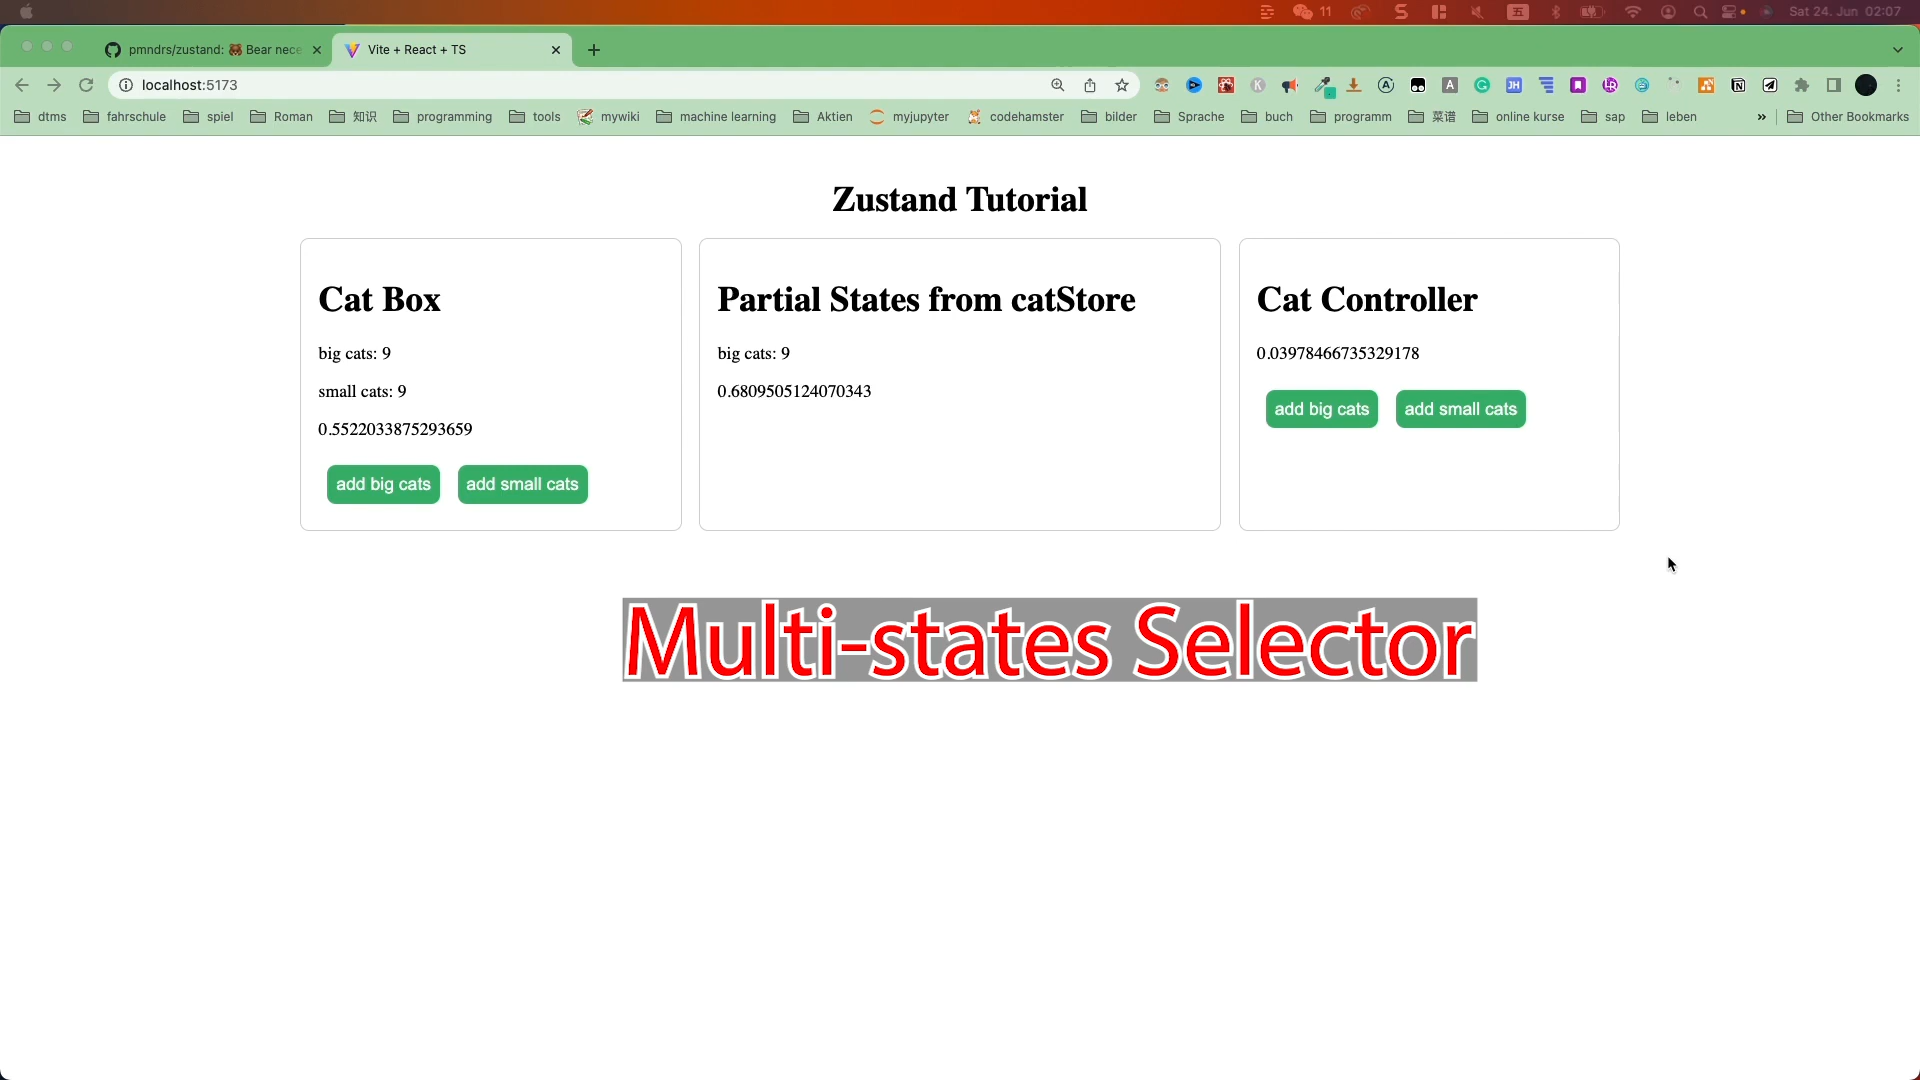 11
五
Sat 24. Jun 02:07
pmndrs/zustand: 🐻 Bear nece
Vite + React + TS
localhost:5173
dtms
fahrschule
spiel
Roman
知识
programming
tools
mywiki
machine learning
Aktien
myjupyter
codehamster
bilder
Sprache
buch
programm
菜谱
online kurse
sap
leben
»
Other Bookmarks
Zustand Tutorial
Cat Box
big cats: 9
small cats: 9
0.5522033875293659
add big cats
add small cats
Partial States from catStore
big cats: 9
0.6809505124070343
Cat Controller
0.03978466735329178
add big cats
add small cats
Multi-states Selector